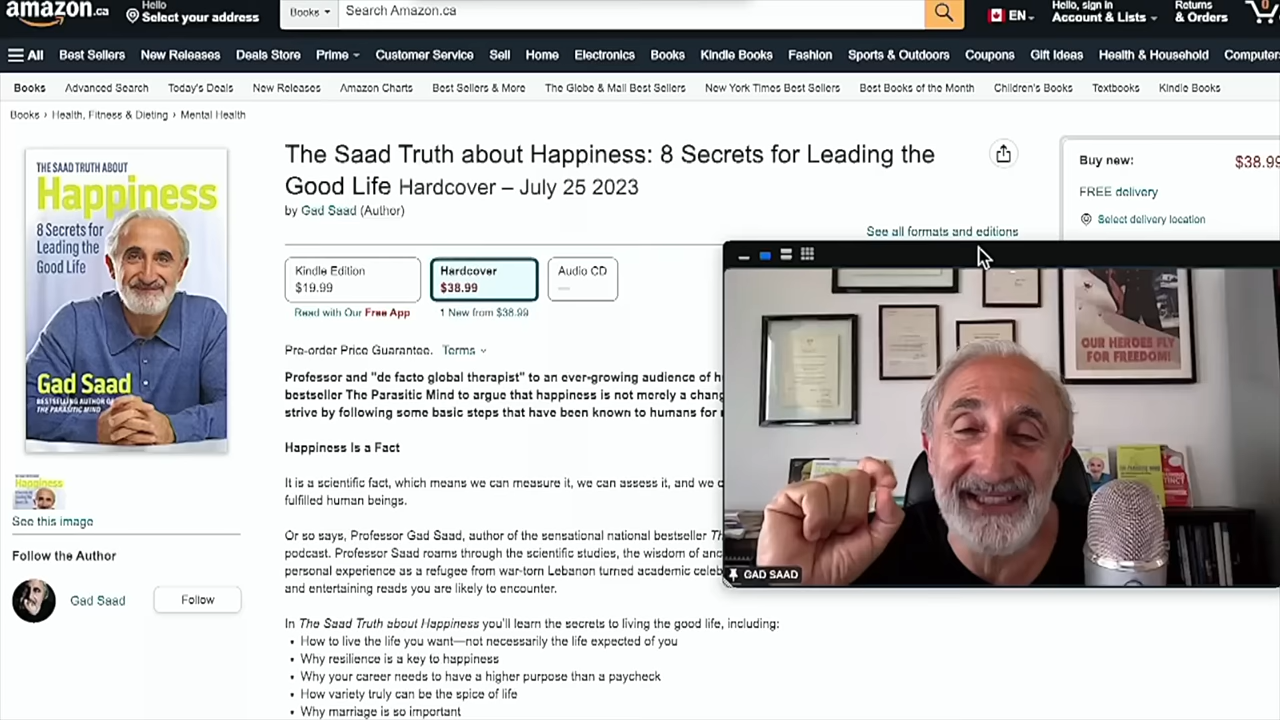 amazon.ca
Hello
Select your address
Books
Search Amazon.ca
EN
Hello, sign in
Account & Lists
Returns
& Orders
0
All
Best Sellers
New Releases
Deals Store
Prime
Customer Service
Sell
Home
Electronics
Books
Kindle Books
Fashion
Sports & Outdoors
Coupons
Gift Ideas
Health & Household
Computer
Books
Advanced Search
Today's Deals
New Releases
Amazon Charts
Best Sellers & More
The Globe & Mail Best Sellers
New York Times Best Sellers
Best Books of the Month
Children's Books
Textbooks
Kindle Books
Books › Health, Fitness & Dieting › Mental Health
THE SAAD TRUTH ABOUT
Happiness
8 Secrets for
Leading the
Good Life
Gad Saad
BESTSELLING AUTHOR OF
THE PARASITIC MIND
Happiness
See this image
Follow the Author
Gad Saad
Follow
The Saad Truth about Happiness: 8 Secrets for Leading the
Good Life Hardcover – July 25 2023
by Gad Saad (Author)
See all formats and editions
Kindle Edition
$19.99
Read with Our Free App
Hardcover
$38.99
1 New from $38.99
Audio CD
—
Pre-order Price Guarantee. Terms
Professor and "de facto global therapist" to an ever-growing audience of h
bestseller The Parasitic Mind to argue that happiness is not merely a chang
strive by following some basic steps that have been known to humans for
Happiness Is a Fact
It is a scientific fact, which means we can measure it, we can assess it, and we c
fulfilled human beings.
Or so says, Professor Gad Saad, author of the sensational national bestseller Th
podcast. Professor Saad roams through the scientific studies, the wisdom of anc
personal experience as a refugee from war-torn Lebanon turned academic celeb
and entertaining reads you are likely to encounter.
In The Saad Truth about Happiness you'll learn the secrets to living the good life, including:
• How to live the life you want—not necessarily the life expected of you
• Why resilience is a key to happiness
• Why your career needs to have a higher purpose than a paycheck
• How variety truly can be the spice of life
• Why marriage is so important
Buy new:
$38.99
FREE delivery
Select delivery location
OUR HEROES
FLY FOR FREEDOM!
GAD SAAD